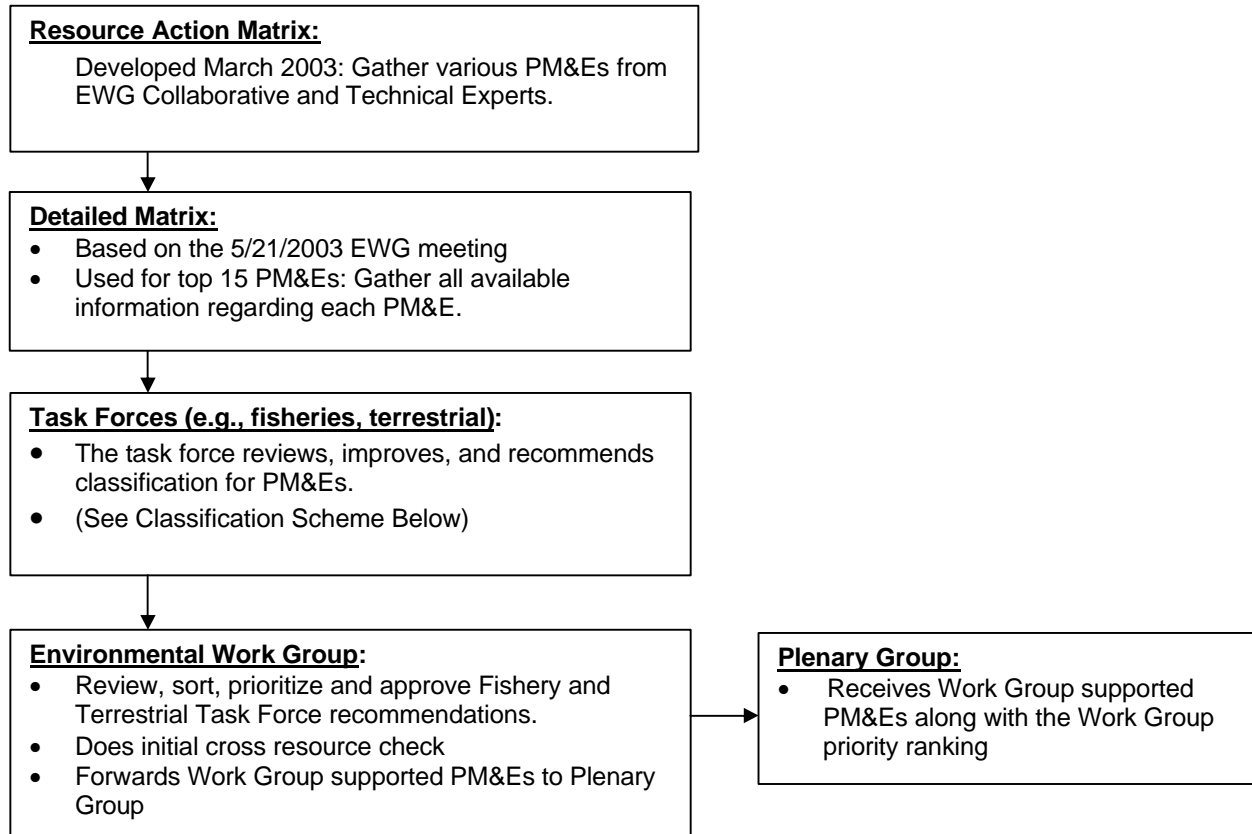 Resource Action Matrix:
Developed March 2003: Gather various PM&Es from
EWG Collaborative and Technical Experts.
Detailed Matrix:
• Based on the 5/21/2003 EWG meeting
• Used for top 15 PM&Es: Gather all available
information regarding each PM&E.
Task Forces (e.g., fisheries, terrestrial):
• The task force reviews, improves, and recommends
classification for PM&Es.
• (See Classification Scheme Below)
Environmental Work Group:
• Review, sort, prioritize and approve Fishery and
Terrestrial Task Force recommendations.
• Does initial cross resource check
• Forwards Work Group supported PM&Es to Plenary
Group
Plenary Group:
• Receives Work Group supported
PM&Es along with the Work Group
priority ranking